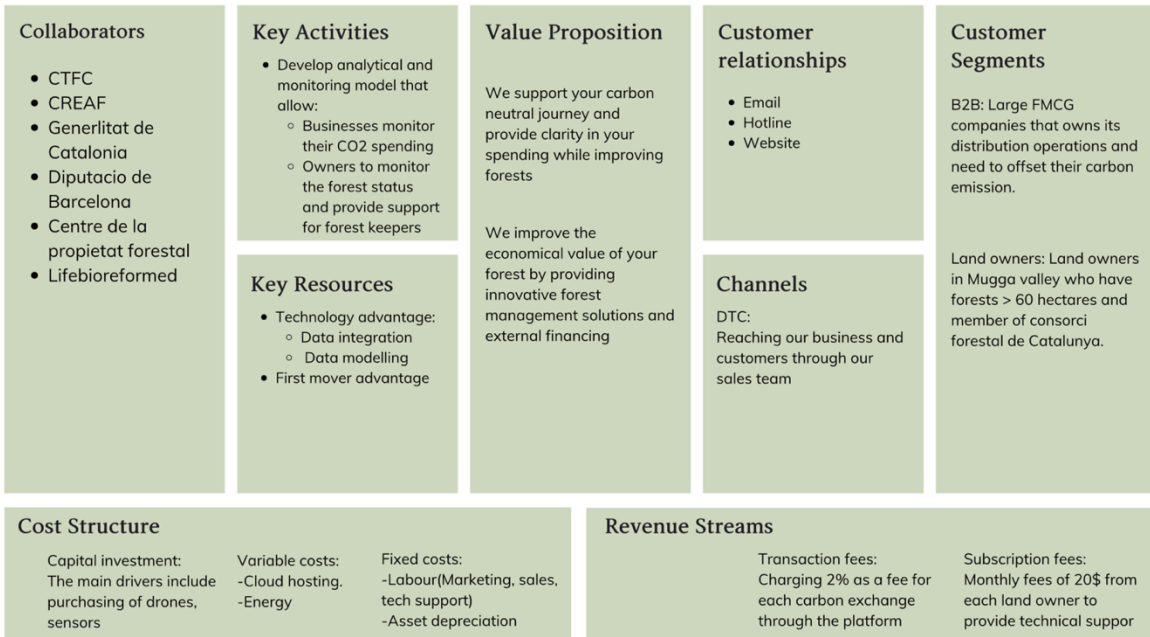 Collaborators
• CTFC
• CREAF
• Generlitat de
Catalonia
• Diputacio de
Barcelona
• Centre de la
propietat forestal
• Lifebioreformed
Key Activities
• Develop analytical and
monitoring model that
allow:
○ Businesses monitor
their CO2 spending
○ Owners to monitor
the forest status
and provide support
for forest keepers
Key Resources
• Technology advantage:
○ Data integration
○ Data modelling
• First mover advantage
Value Proposition
We support your carbon
neutral journey and
provide clarity in your
spending while improving
forests
We improve the
economical value of your
forest by providing
innovative forest
management solutions and
external financing
Customer
relationships
• Email
• Hotline
• Website
Channels
DTC:
Reaching our business and
customers through our
sales team
Customer
Segments
B2B: Large FMCG
companies that owns its
distribution operations and
need to offset their carbon
emission.
Land owners: Land owners
in Mugga valley who have
forests > 60 hectares and
member of consorci
forestal de Catalunya.
Cost Structure
Capital investment:
The main drivers include
purchasing of drones,
sensors
Variable costs:
-Cloud hosting.
-Energy
Fixed costs:
-Labour(Marketing, sales,
tech support)
-Asset depreciation
Revenue Streams
Transaction fees:
Charging 2% as a fee for
each carbon exchange
through the platform
Subscription fees:
Monthly fees of 20$ from
each land owner to
provide technical suppor